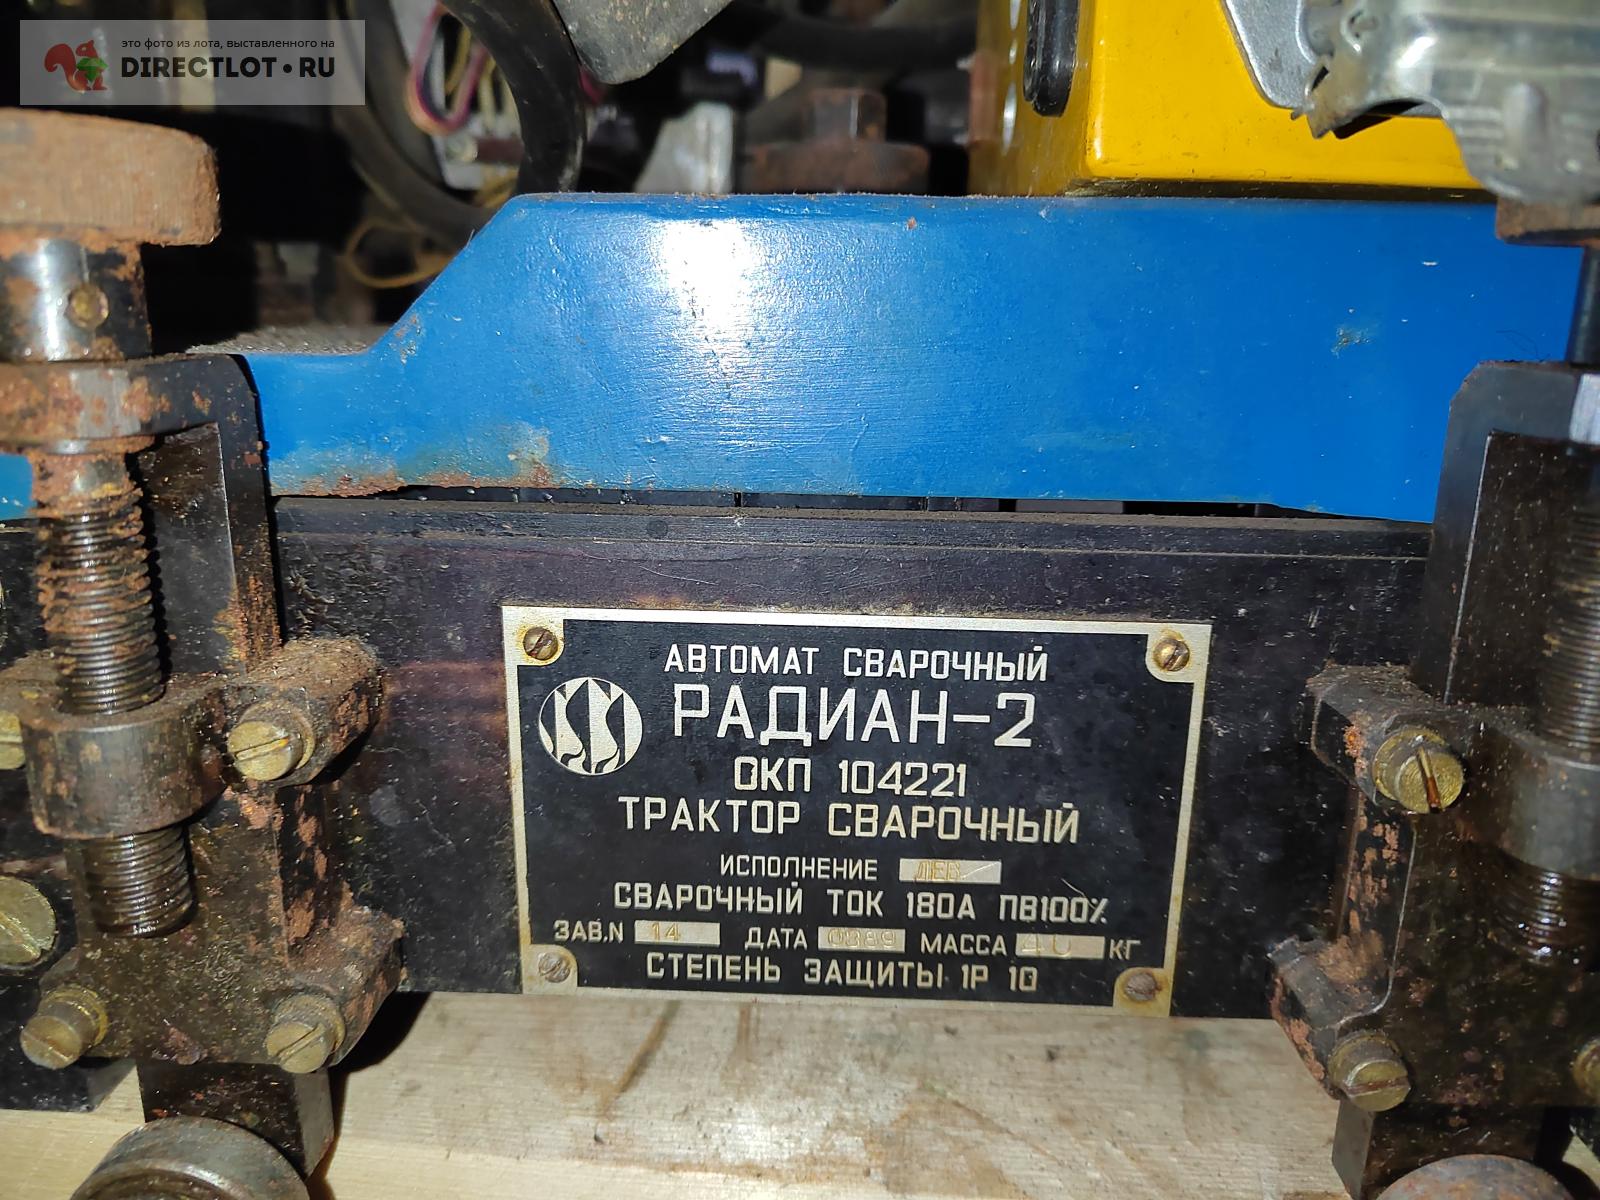 это фото из лота, выставленного на
DIRECTLOT • RU
АВТОМАТ СВАРОЧНЫЙ
РАДИАН-2
ОКП 104221
ТРАКТОР СВАРОЧНЫЙ
ИСПОЛНЕНИЕ ЛЕВ
СВАРОЧНЫЙ ТОК 180А ПВ100%
ЗАВ.N 14 ДАТА 0389 МАССА 40 КГ
СТЕПЕНЬ ЗАЩИТЫ 1Р 10